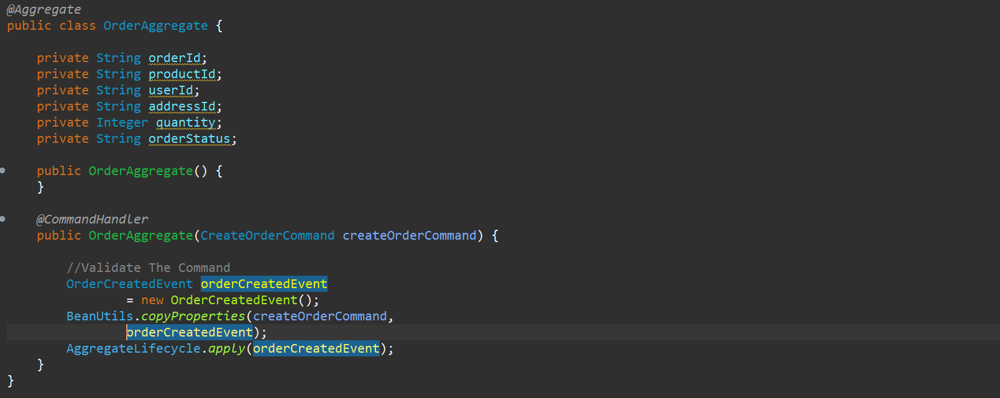 @Aggregate
public class OrderAggregate {
private String orderId;
private String productId;
private String userId;
private String addressId;
private Integer quantity;
private String orderStatus;
public OrderAggregate() {
}
@CommandHandler
public OrderAggregate(CreateOrderCommand createOrderCommand) {
//Validate The Command
OrderCreatedEvent orderCreatedEvent
= new OrderCreatedEvent();
BeanUtils.copyProperties(createOrderCommand,
orderCreatedEvent);
AggregateLifecycle.apply(orderCreatedEvent);
}
}